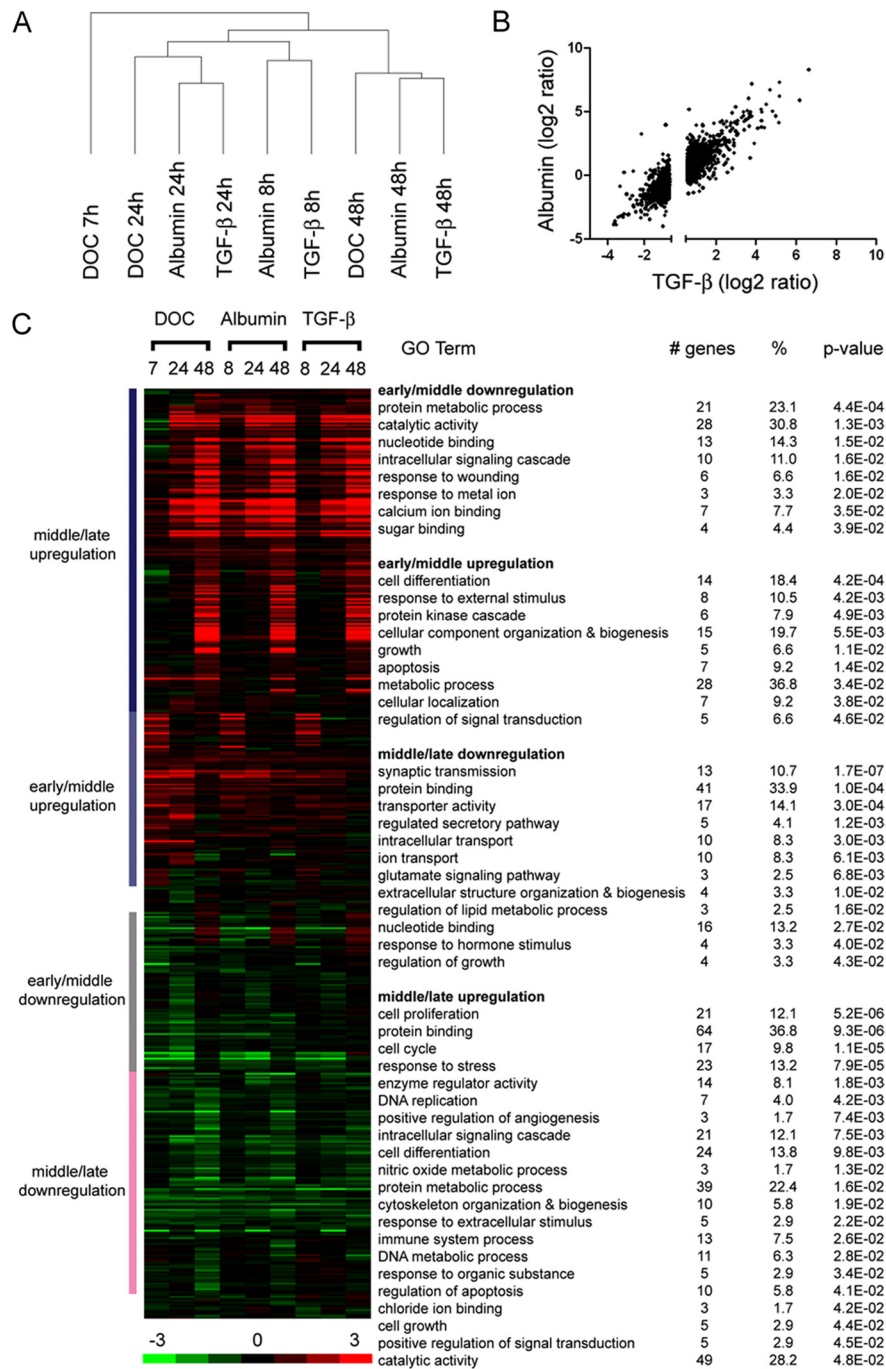 A
DOC 7h
DOC 24h
Albumin 24h
TGF-β 24h
Albumin 8h
TGF-β 8h
DOC 48h
Albumin 48h
TGF-β 48h
B
Albumin (log2 ratio)
10
5
0
-5
-4 -2 2 4 6 8 10
TGF-β (log2 ratio)
C
DOC Albumin TGF-β
7 24 48 8 24 48 8 24 48
GO Term # genes % p-value
middle/late
upregulation
early/middle
upregulation
early/middle
downregulation
middle/late
downregulation
early/middle downregulation
protein metabolic process 21 23.1 4.4E-04
catalytic activity 28 30.8 1.3E-03
nucleotide binding 13 14.3 1.5E-02
intracellular signaling cascade 10 11.0 1.6E-02
response to wounding 6 6.6 1.6E-02
response to metal ion 3 3.3 2.0E-02
calcium ion binding 7 7.7 3.5E-02
sugar binding 4 4.4 3.9E-02
early/middle upregulation
cell differentiation 14 18.4 4.2E-04
response to external stimulus 8 10.5 4.2E-03
protein kinase cascade 6 7.9 4.9E-03
cellular component organization & biogenesis 15 19.7 5.5E-03
growth 5 6.6 1.1E-02
apoptosis 7 9.2 1.4E-02
metabolic process 28 36.8 3.4E-02
cellular localization 7 9.2 3.8E-02
regulation of signal transduction 5 6.6 4.6E-02
middle/late downregulation
synaptic transmission 13 10.7 1.7E-07
protein binding 41 33.9 1.0E-04
transporter activity 17 14.1 3.0E-04
regulated secretory pathway 5 4.1 1.2E-03
intracellular transport 10 8.3 3.0E-03
ion transport 10 8.3 6.1E-03
glutamate signaling pathway 3 2.5 6.8E-03
extracellular structure organization & biogenesis 4 3.3 1.0E-02
regulation of lipid metabolic process 3 2.5 1.6E-02
nucleotide binding 16 13.2 2.7E-02
response to hormone stimulus 4 3.3 4.0E-02
regulation of growth 4 3.3 4.3E-02
middle/late upregulation
cell proliferation 21 12.1 5.2E-06
protein binding 64 36.8 9.3E-06
cell cycle 17 9.8 1.1E-05
response to stress 23 13.2 7.9E-05
enzyme regulator activity 14 8.1 1.8E-03
DNA replication 7 4.0 4.2E-03
positive regulation of angiogenesis 3 1.7 7.4E-03
intracellular signaling cascade 21 12.1 7.5E-03
cell differentiation 24 13.8 9.8E-03
nitric oxide metabolic process 3 1.7 1.3E-02
protein metabolic process 39 22.4 1.6E-02
cytoskeleton organization & biogenesis 10 5.8 1.9E-02
response to extracellular stimulus 5 2.9 2.2E-02
immune system process 13 7.5 2.6E-02
DNA metabolic process 11 6.3 2.8E-02
response to organic substance 5 2.9 3.4E-02
regulation of apoptosis 10 5.8 4.1E-02
chloride ion binding 3 1.7 4.2E-02
cell growth 5 2.9 4.4E-02
positive regulation of signal transduction 5 2.9 4.5E-02
catalytic activity 49 28.2 4.8E-02
-3 0 3